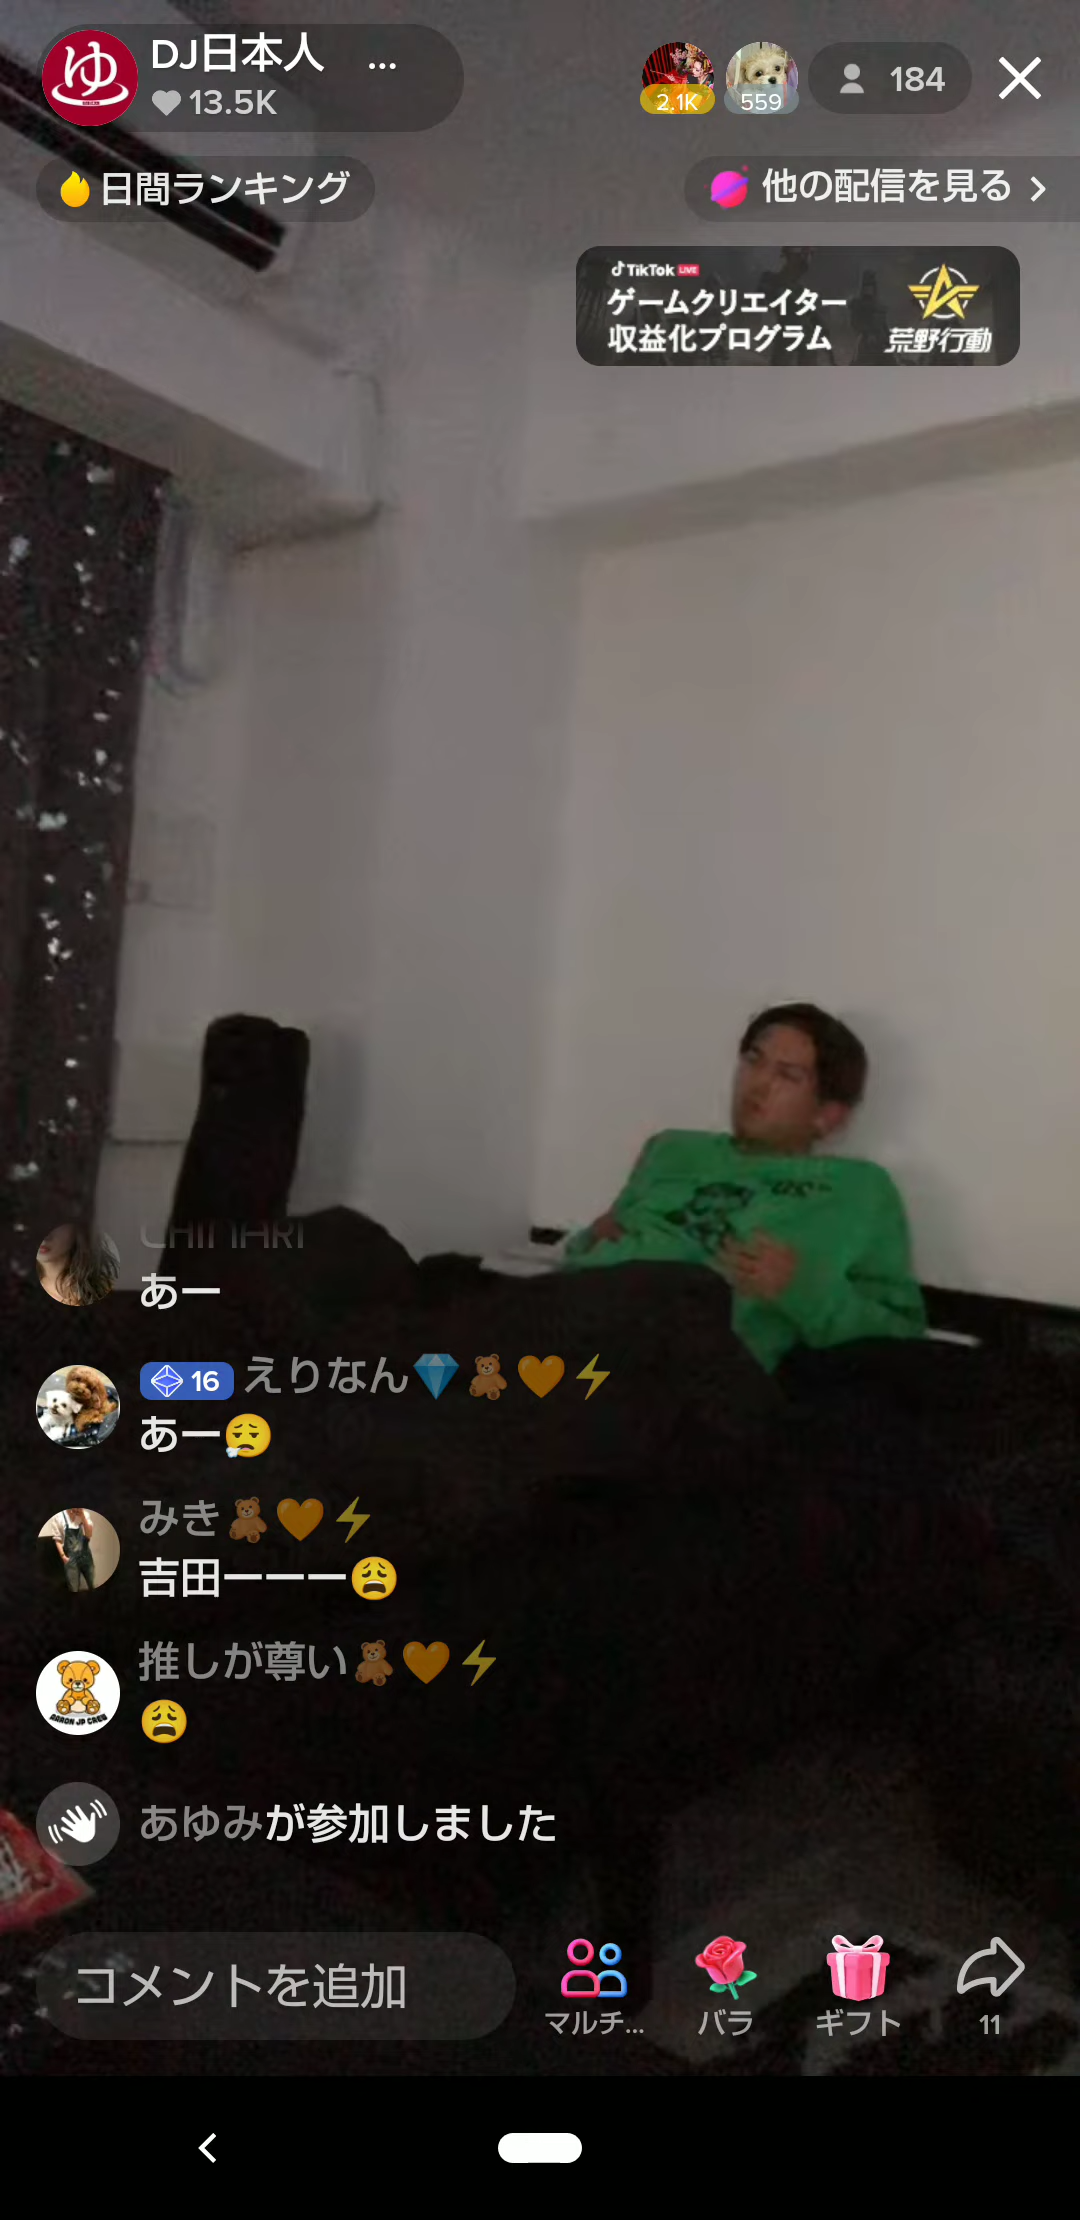 ゆ
DJ日本人 ...
13.5K
2.1K
559
184
日間ランキング
他の配信を見る
TikTok LIVE
ゲームクリエイター
収益化プログラム
荒野行動
CHINARI
あー
16 えりなん💎🧸🧡⚡
あー😮‍💨
みき🧸🧡⚡
吉田ーーー😩
推しが尊い🧸🧡⚡
😩
AARON JP CREW
あゆみが参加しました
コメントを追加
マルチ...
バラ
ギフト
11